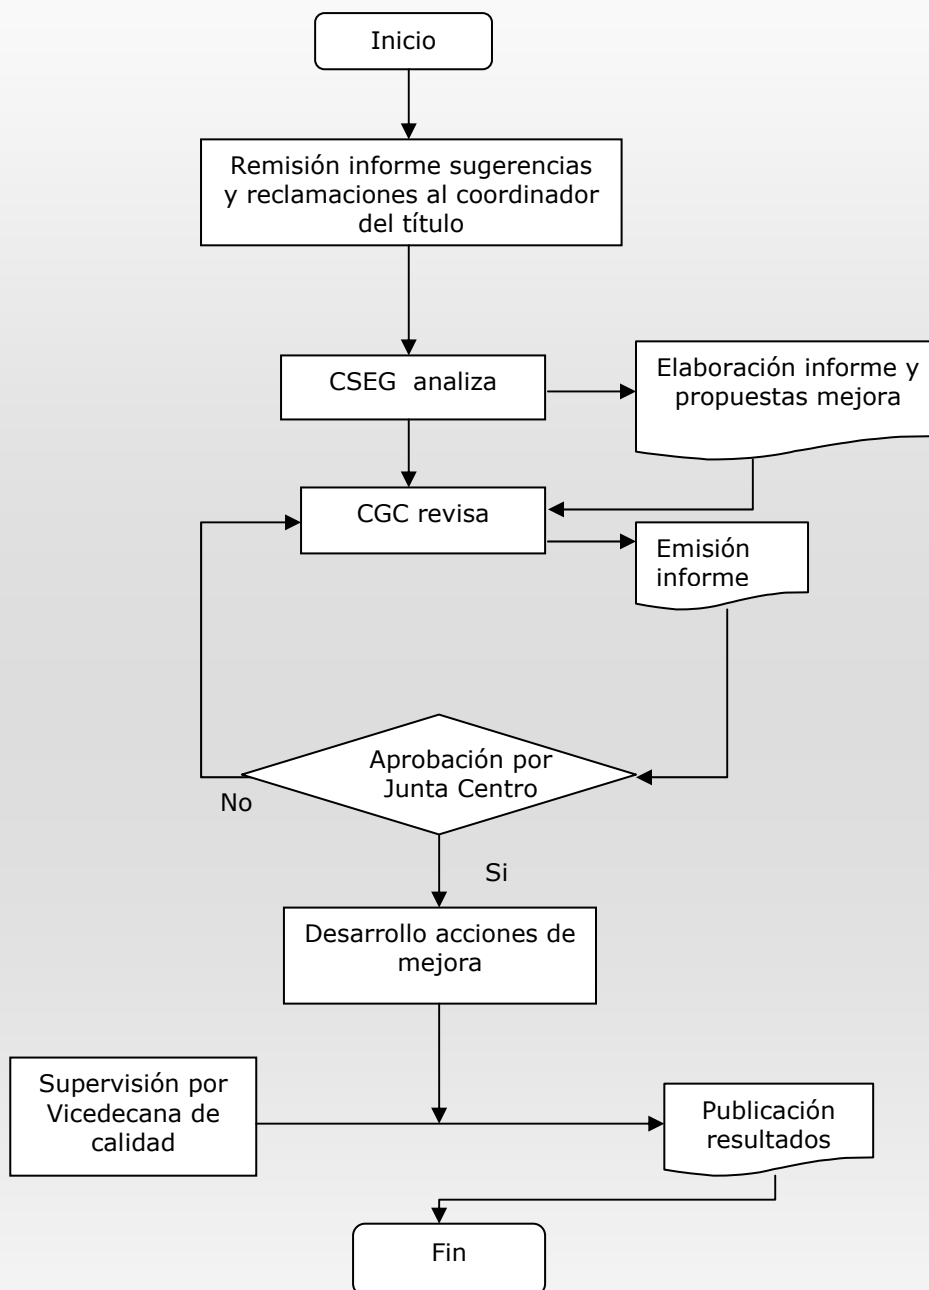 Inicio
Remisión informe sugerencias
y reclamaciones al coordinador
del título
CSEG analiza
Elaboración informe y
propuestas mejora
CGC revisa
Emisión
informe
Aprobación por
Junta Centro
No
Si
Desarrollo acciones de
mejora
Supervisión por
Vicedecana de
calidad
Publicación
resultados
Fin